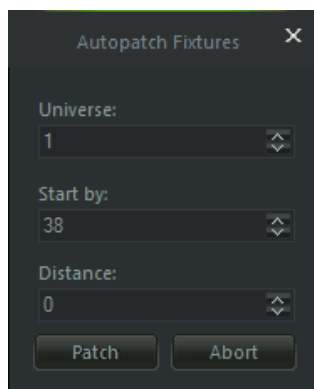 Autopatch Fixtures
Universe:
1
Start by:
38
Distance:
0
Patch Abort